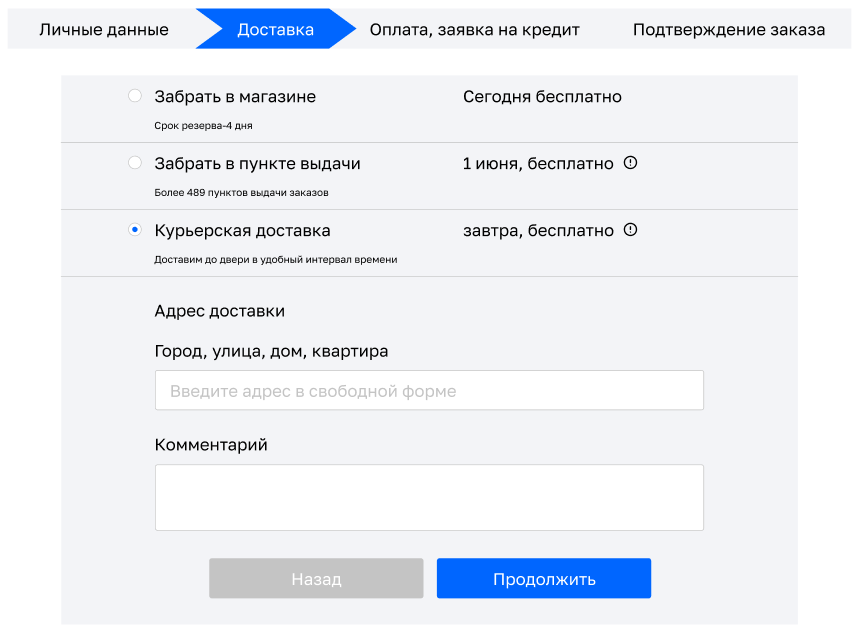 Личные данные Доставка Оплата, заявка на кредит Подтверждение заказа
Забрать в магазине Сегодня бесплатно
Срок резерва-4 дня
Забрать в пункте выдачи 1 июня, бесплатно
Более 489 пунктов выдачи заказов
Курьерская доставка завтра, бесплатно
Доставим до двери в удобный интервал времени
Адрес доставки
Город, улица, дом, квартира
Введите адрес в свободной форме
Комментарий
Назад Продолжить